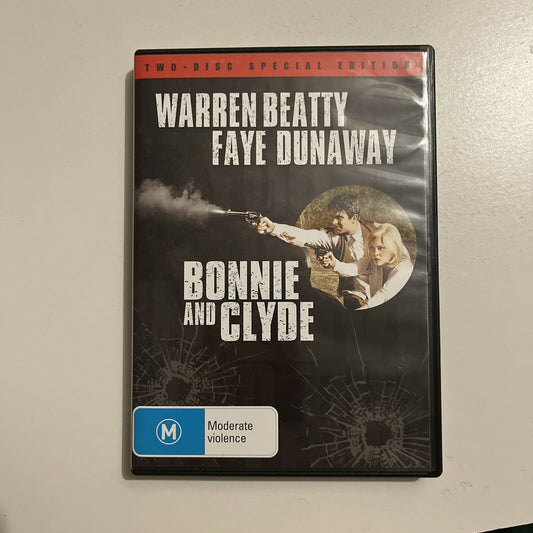 TWO-DISC SPECIAL EDITION
WARREN BEATTY
FAYE DUNAWAY
BONNIE
AND CLYDE
M
Moderate
violence